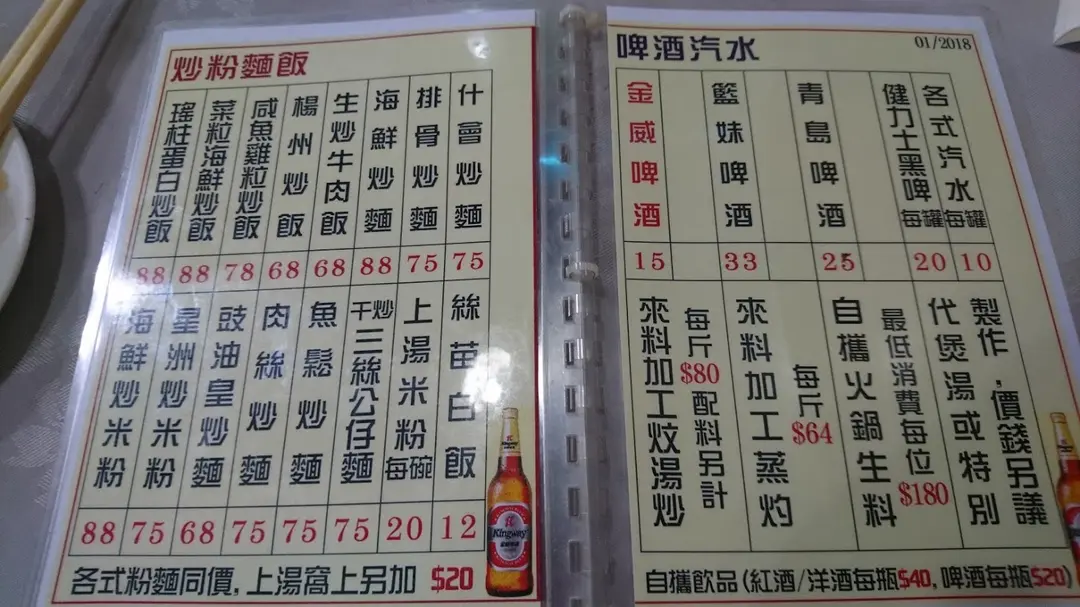 炒粉麵飯
什會炒麵
75
排骨炒麵
75
海鮮炒麵
88
生炒牛肉飯
68
楊州炒飯
68
咸魚雞粒炒飯
78
菜粒海鮮炒飯
88
瑤柱蛋白炒飯
88
絲苗白飯
12
上湯米粉每碗
20
干炒三絲公仔麵
75
魚鬆炒麵
75
肉絲炒麵
75
豉油皇炒麵
68
星洲炒米粉
75
海鮮炒米粉
88
各式粉麵同價,上湯窩上另加 $20
Kingway
啤酒汽水
01/2018
各式汽水每罐
10
健力士黑啤每罐
20
青島啤酒
25
藍妹啤酒
33
金威啤酒
15
製作,價錢另議
代煲湯或特別
最低消費每位$180
自攜火鍋生料
每斤$64
來料加工蒸灼
每斤$80配料另計
來料加工炆湯炒
自攜飲品(紅酒/洋酒每瓶$40,啤酒每瓶$20)